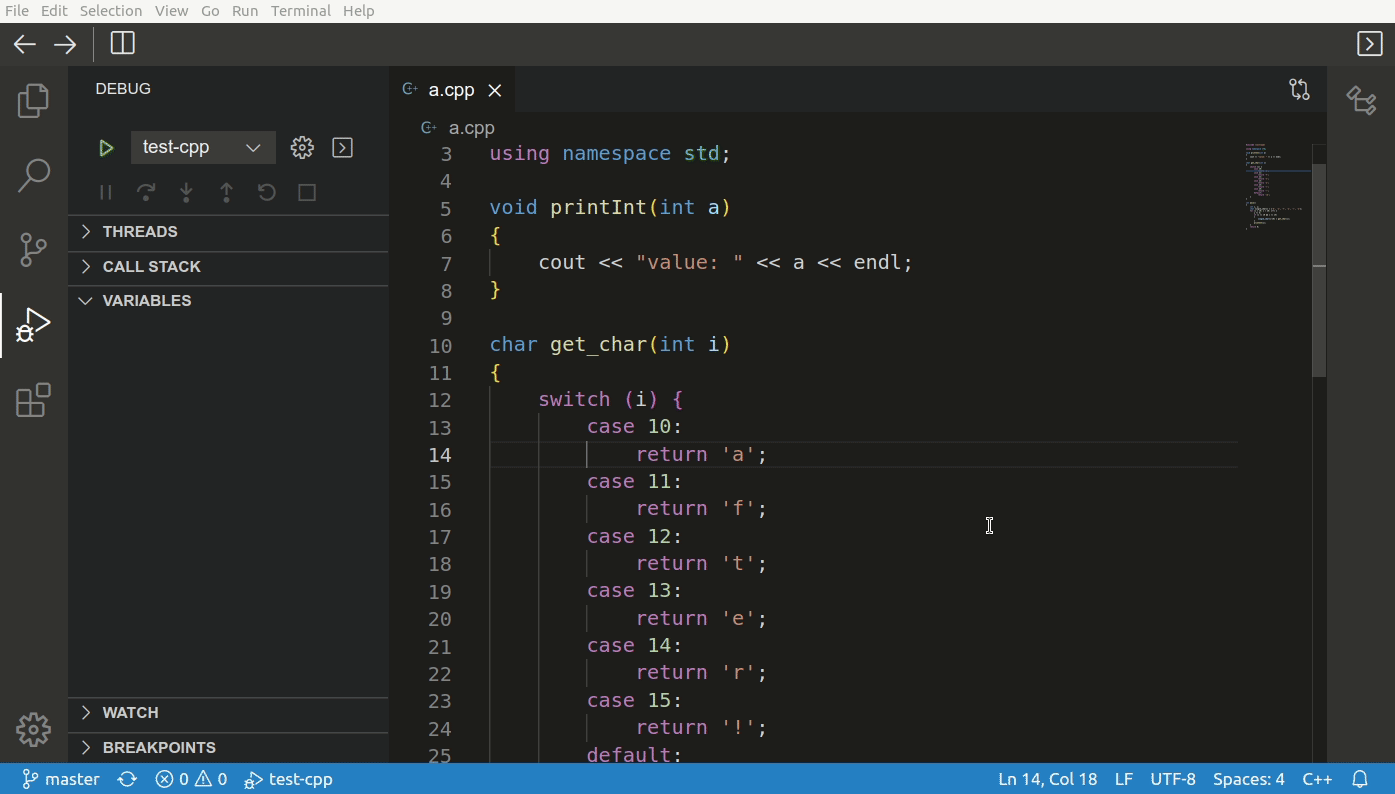 File Edit Selection View Go Run Terminal Help
DEBUG
test-cpp
THREADS
CALL STACK
VARIABLES
WATCH
BREAKPOINTS
a.cpp
a.cpp
3 using namespace std;
4
5 void printInt(int a)
6 {
7     cout << "value: " << a << endl;
8 }
9
10 char get_char(int i)
11 {
12     switch (i) {
13         case 10:
14             return 'a';
15         case 11:
16             return 'f';
17         case 12:
18             return 't';
19         case 13:
20             return 'e';
21         case 14:
22             return 'r';
23         case 15:
24             return '!';
25         default:
master 0 0 test-cpp Ln 14, Col 18 LF UTF-8 Spaces: 4 C++